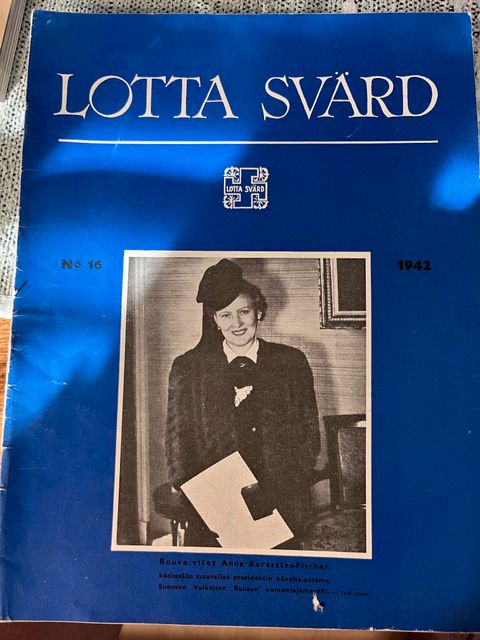 LOTTA SVÄRD
LOTTA SVÄRD
No 16
1942
Rouva vitez Anna Keresztes-Fischer
kädessään tasavallan presidentin hänelle antama
Suomen Valkoisen Ruusun komentajamerkki.